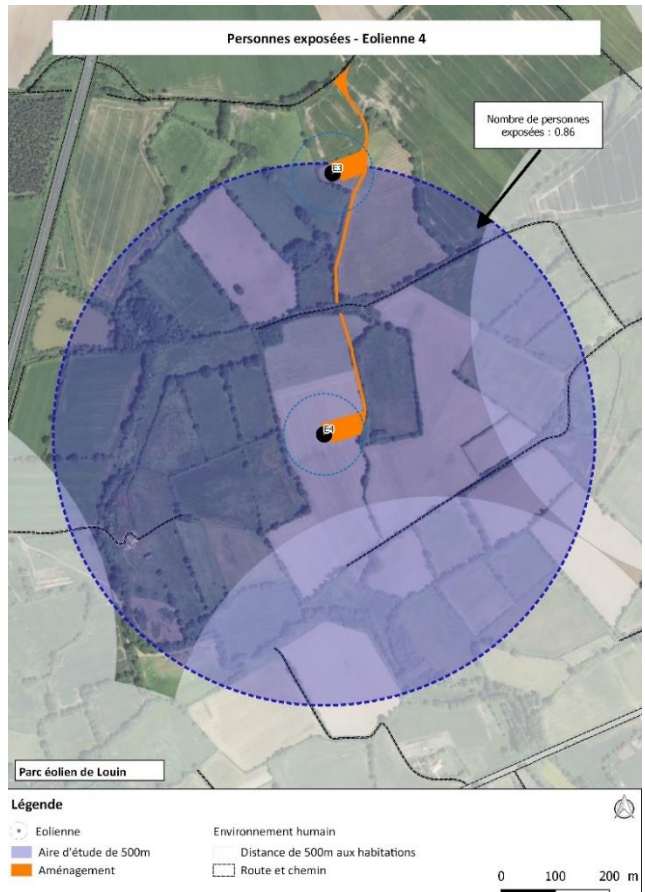 Personnes exposées - Eolienne 4
Nombre de personnes
exposées : 0.86
E3
E4
Parc éolien de Louin
Légende
Eolienne
Aire d'étude de 500m
Aménagement
Environnement humain
Distance de 500m aux habitations
Route et chemin
0 100 200 m